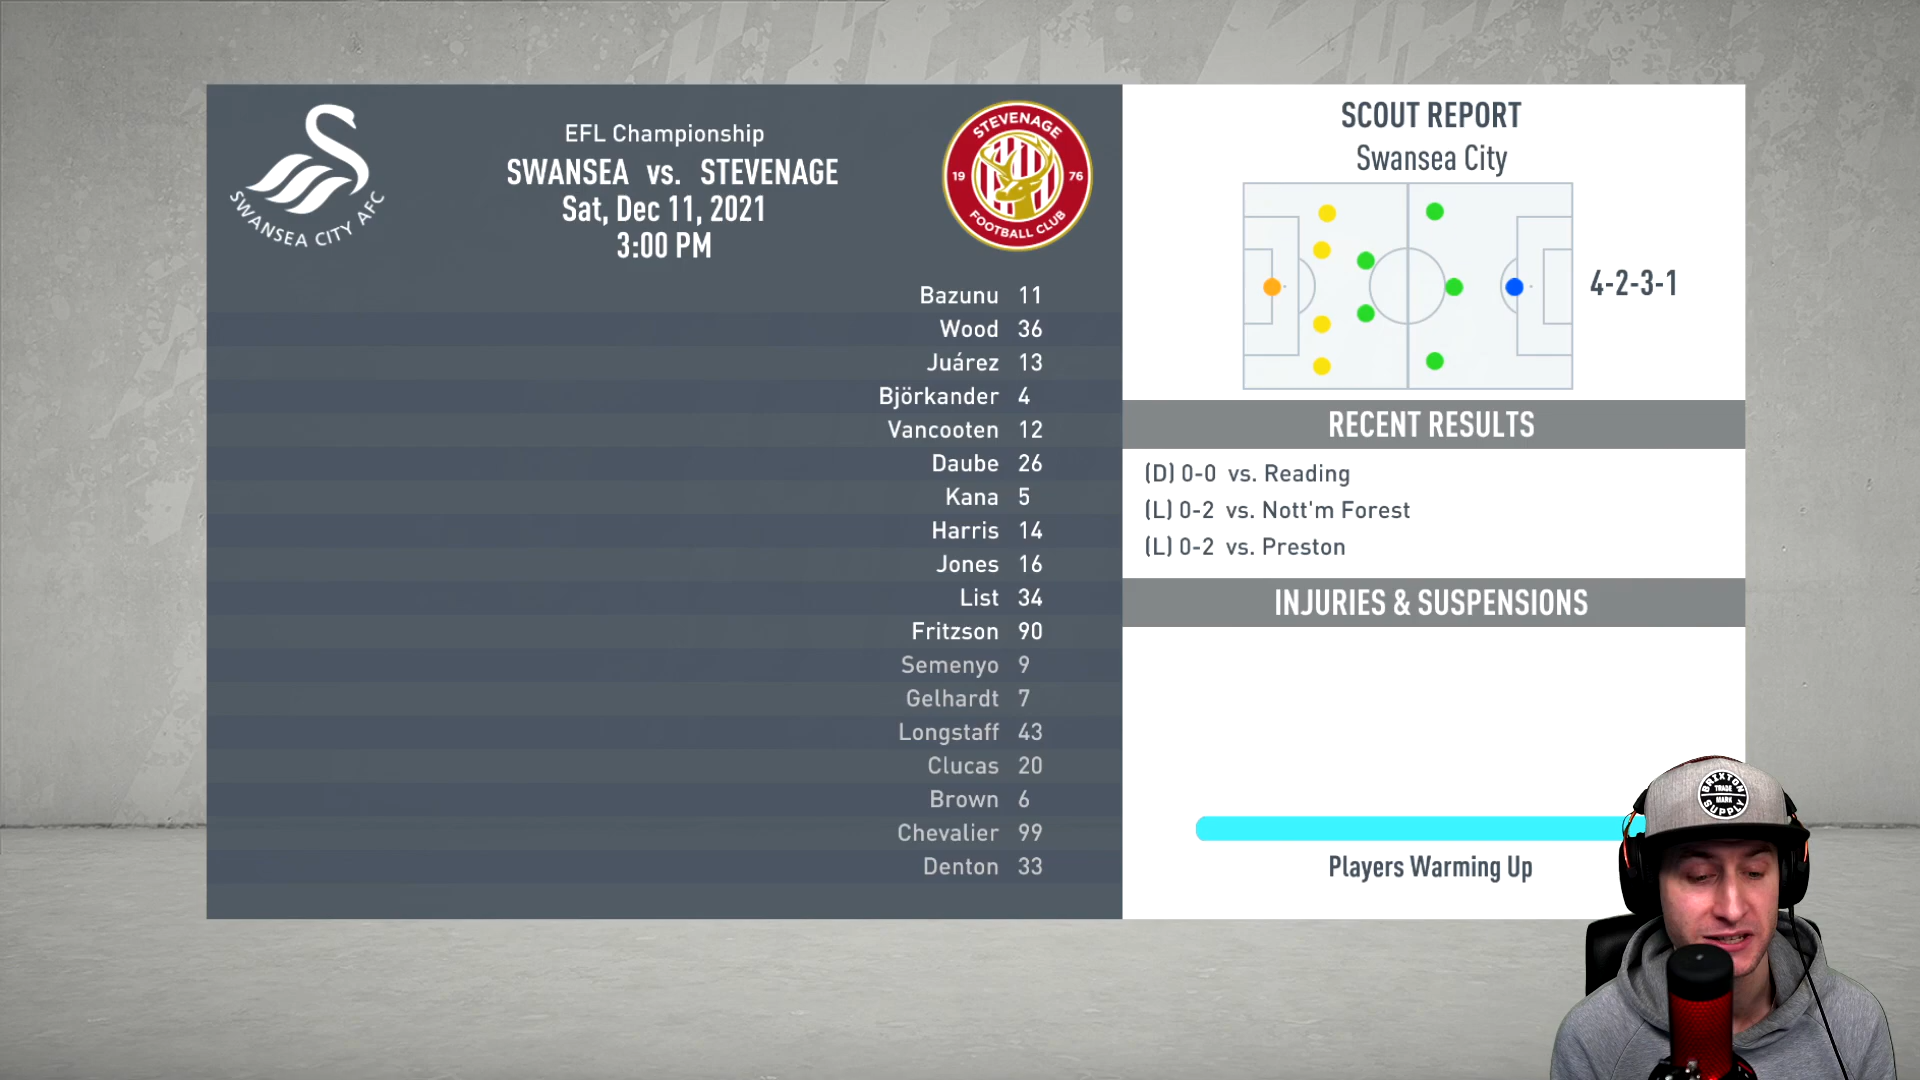 SWANSEA CITY AFC
EFL Championship
SWANSEA vs. STEVENAGE
Sat, Dec 11, 2021
3:00 PM
STEVENAGE
19 76
FOOTBALL CLUB
Bazunu 11
Wood 36
Juárez 13
Björkander 4
Vancooten 12
Daube 26
Kana 5
Harris 14
Jones 16
List 34
Fritzson 90
Semenyo 9
Gelhardt 7
Longstaff 43
Clucas 20
Brown 6
Chevalier 99
Denton 33
SCOUT REPORT
Swansea City
4-2-3-1
RECENT RESULTS
(D) 0-0 vs. Reading
(L) 0-2 vs. Nott'm Forest
(L) 0-2 vs. Preston
INJURIES & SUSPENSIONS
Players Warming Up
BRIXTON
TRADE
MARK
SUPPLY